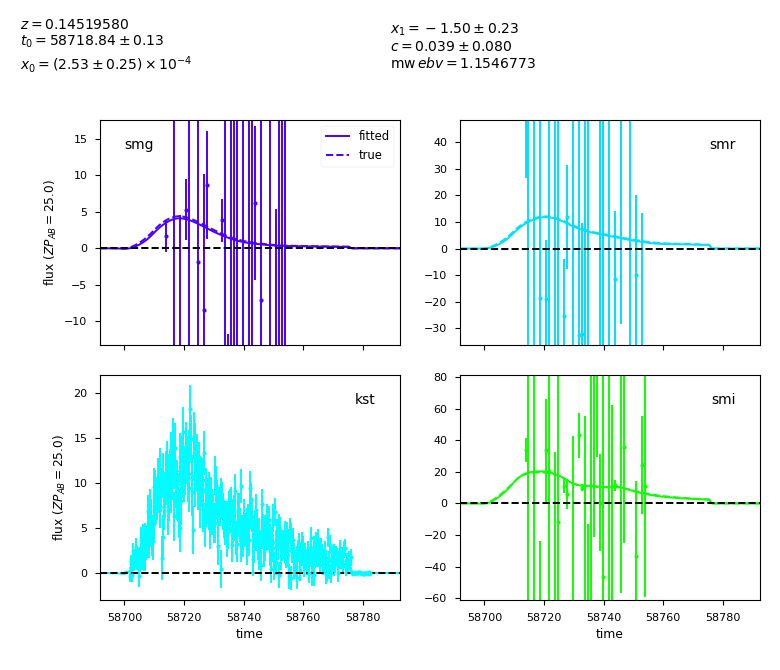 z = 0.14519580
t₀ = 58718.84 ± 0.13
x₀ = (2.53 ± 0.25) × 10⁻⁴
x₁ = −1.50 ± 0.23
c = 0.039 ± 0.080
mw ebv = 1.1546773
smg
fitted
true
flux (ZP_AB = 25.0)
15
10
5
0
−5
−10
smr
40
30
20
10
0
−10
−20
−30
kst
flux (ZP_AB = 25.0)
20
15
10
5
0
58700 58720 58740 58760 58780
time
smi
80
60
40
20
0
−20
−40
−60
58700 58720 58740 58760 58780
time